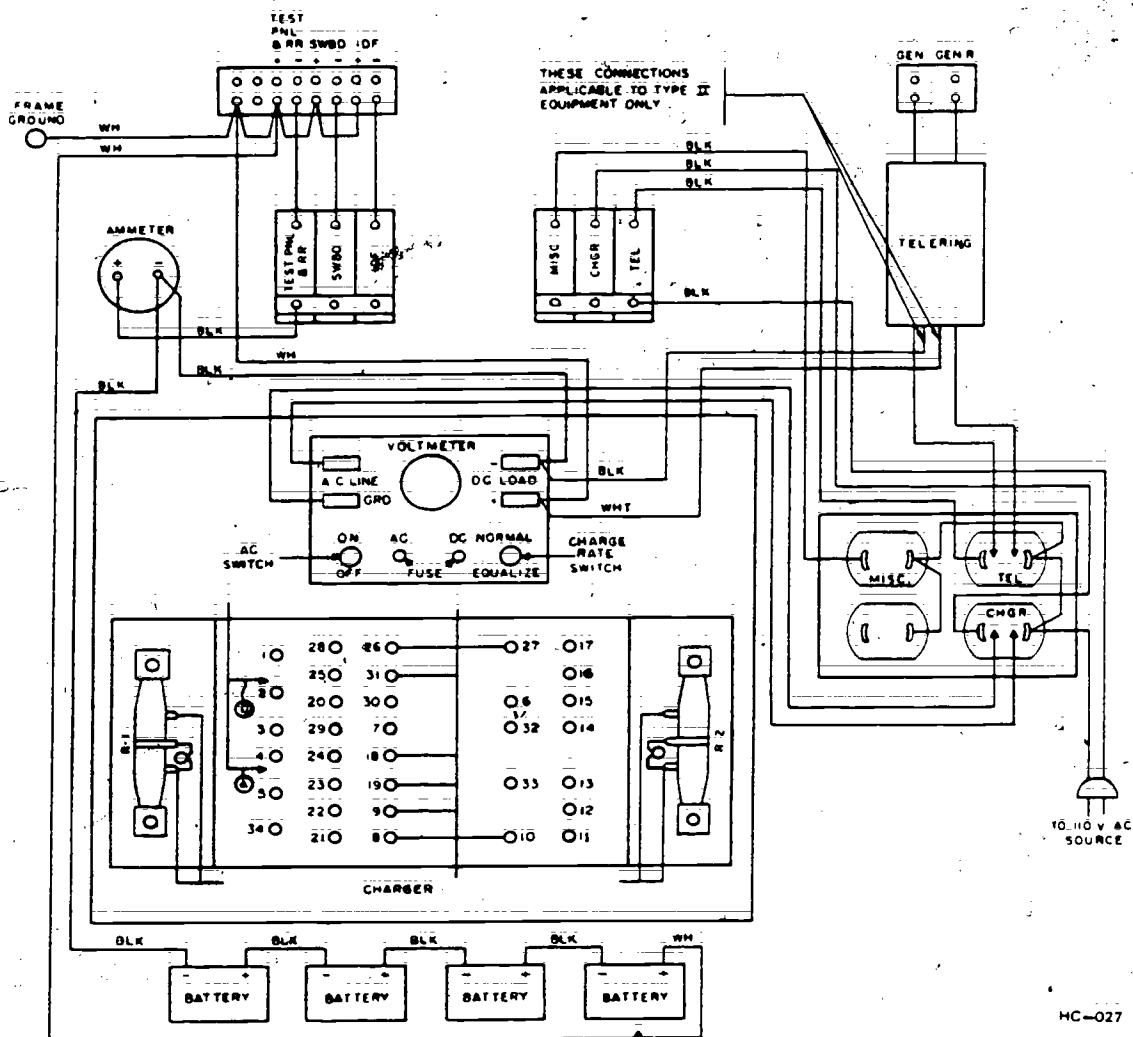 TEST
PNL
& RR SWBD IDF
+ - + - + -
FRAME
GROUND
WH
WH
THESE CONNECTIONS
APPLICABLE TO TYPE II
EQUIPMENT ONLY
GEN GEN R
BLK
BLK
BLK
AMMETER
+ -
TEST PNL
& RR
SWBD
MISC
CHGR
TEL
TELERING
BLK
BLK
WH
BLK
BLK
VOLTMETER
-
A C LINE
DC LOAD
BLK
GRD
+
WHT
AC
SWITCH
ON
OFF
AC
DC
FUSE
NORMAL
EQUALIZE
CHARGE
RATE
SWITCH
MISC.
TEL
CHGR
1 28 26 27 17
2 25 31 16
20 30 6 15
3 29 7 32 14
4 24 18
5 23 19 33 13
22 9 12
34 21 8 10 11
R-1
R-2
CHARGER
TO 110 V AC
SOURCE
BLK BLK BLK BLK WH
- + - + - + - +
BATTERY BATTERY BATTERY BATTERY
HC-027